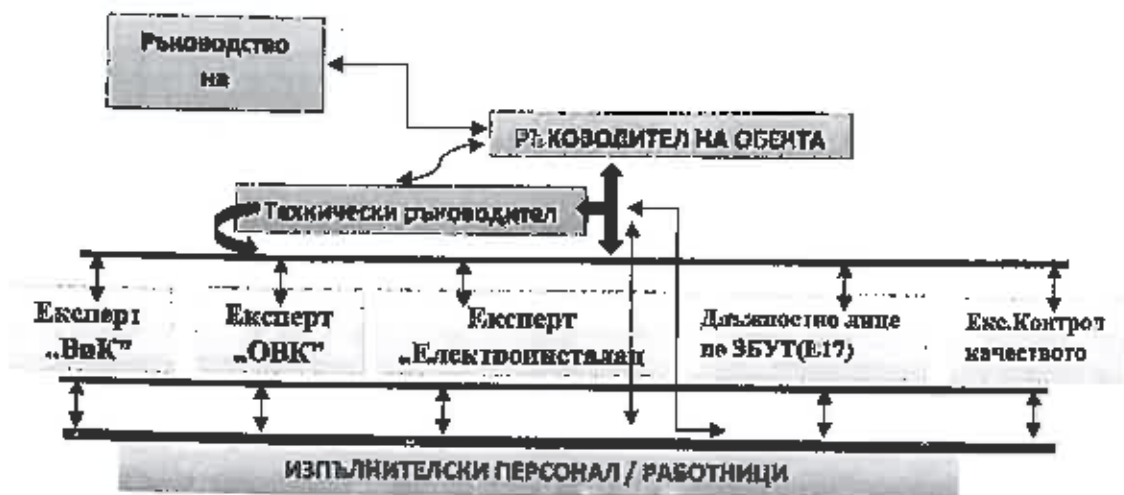 Ръководство
на
РЪКОВОДИТЕЛ НА ОБЕКТА
Технически ръководител
Експерт
„ВиК”
Експерт
„ОВК”
Експерт
„Електроинсталац
Длъжностно лице
по ЗБУТ(Е17)
Екс.Контрол
качеството
ИЗПЪЛНИТЕЛСКИ ПЕРСОНАЛ / РАБОТНИЦИ